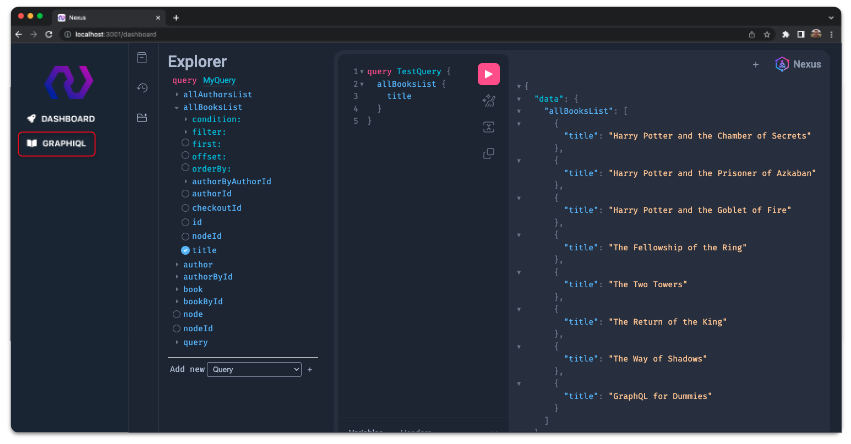 Nexus
localhost:3001/dashboard
DASHBOARD
GRAPHIQL
Explorer
query MyQuery
allAuthorsList
allBooksList
condition:
filter:
first:
offset:
orderBy:
authorByAuthorId
authorId
checkoutId
id
nodeId
title
author
authorById
book
bookById
node
nodeId
query
Add new Query +
1 query TestQuery {
2 allBooksList {
3 title
4 }
5 }
+ Nexus
{
"data": {
"allBooksList": [
{
"title": "Harry Potter and the Chamber of Secrets"
},
{
"title": "Harry Potter and the Prisoner of Azkaban"
},
{
"title": "Harry Potter and the Goblet of Fire"
},
{
"title": "The Fellowship of the Ring"
},
{
"title": "The Two Towers"
},
{
"title": "The Return of the King"
},
{
"title": "The Way of Shadows"
},
{
"title": "GraphQL for Dummies"
}
]